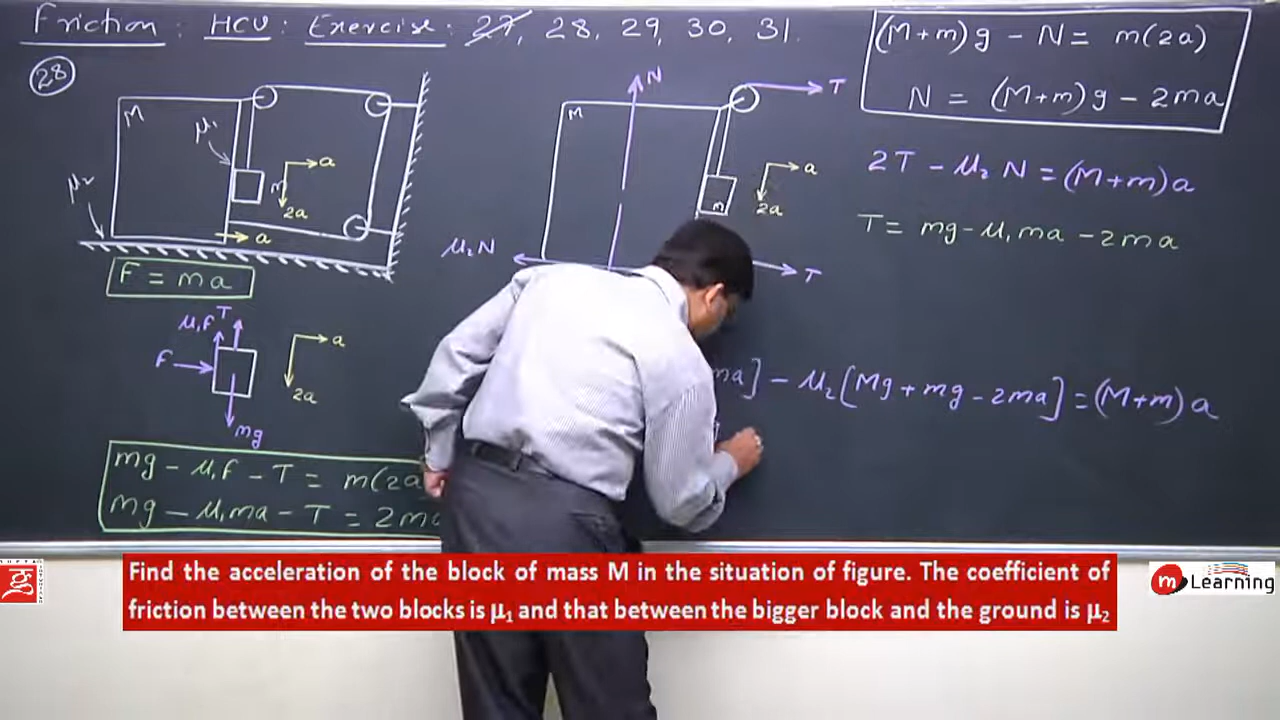 Friction : HCV : Exercise : 27, 28, 29, 30, 31.
28
M
μ₁
μ₂
m
a
2a
a
F = ma
μ₁F
T
F
mg
a
2a
mg - μ₁F - T = m(2a
mg - μ₁ma - T = 2ma
N
T
M
m
a
2a
μ₂N
T
(M+m)g - N = m(2a)
N = (M+m)g - 2ma
2T - μ₂ N = (M+m)a
T = mg - μ₁ma - 2ma
ma] - μ₂[Mg + mg - 2ma] = (M+m)a
Find the acceleration of the block of mass M in the situation of figure. The coefficient of
friction between the two blocks is μ₁ and that between the bigger block and the ground is μ₂
m Learning